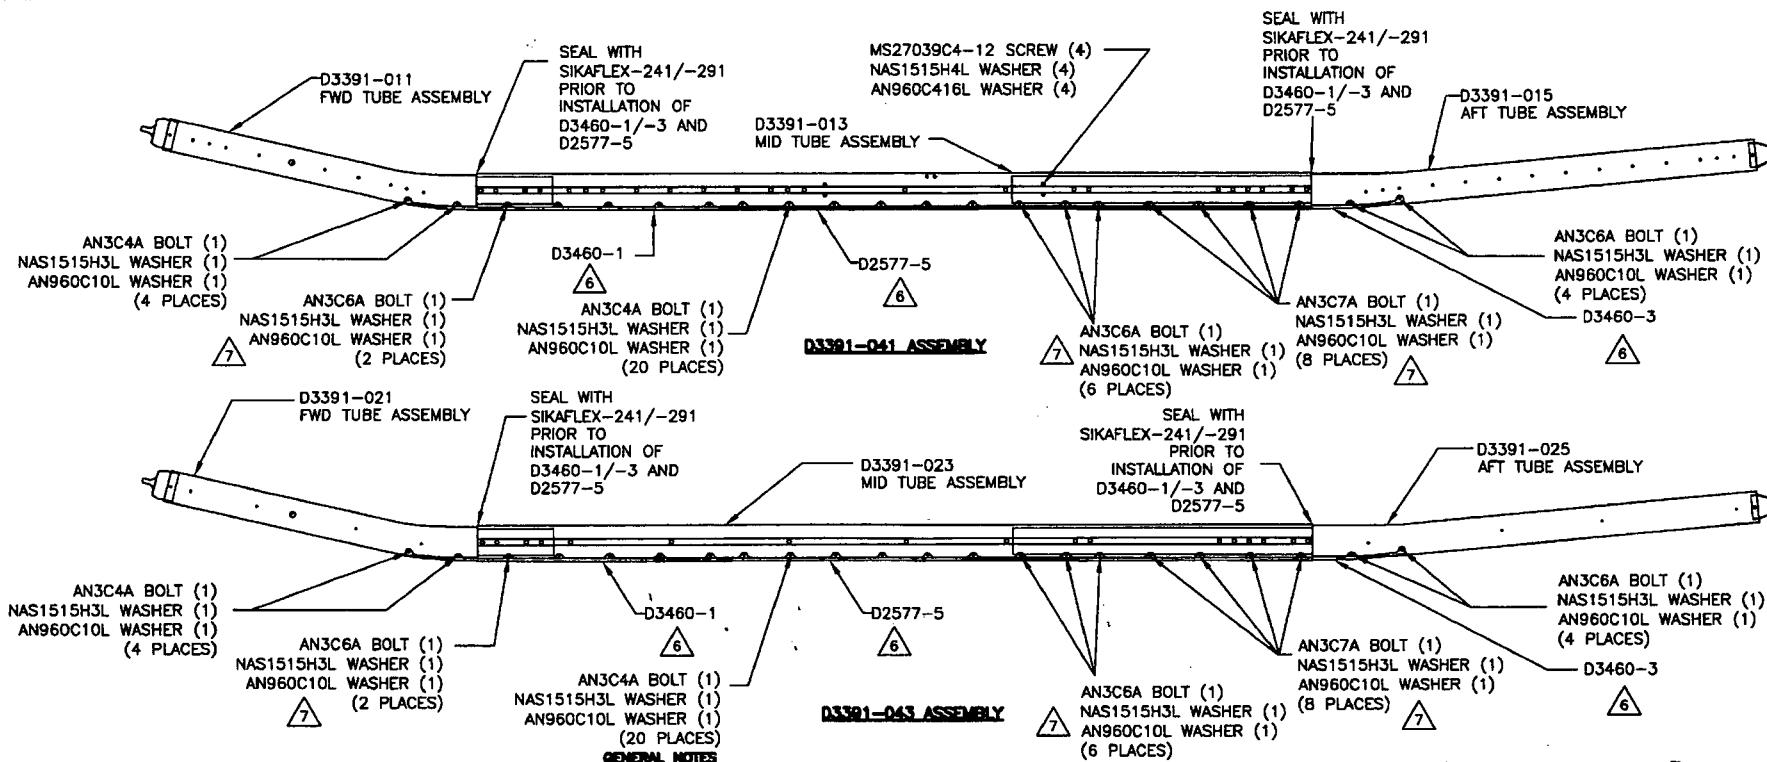 D3391-011
FWD TUBE ASSEMBLY
SEAL WITH
SIKAFLEX-241/-291
PRIOR TO
INSTALLATION OF
D3460-1/-3 AND
D2577-5
MS27039C4-12 SCREW (4)
NAS1515H4L WASHER (4)
AN960C416L WASHER (4)
D3391-013
MID TUBE ASSEMBLY
SEAL WITH
SIKAFLEX-241/-291
PRIOR TO
INSTALLATION OF
D3460-1/-3 AND
D2577-5
D3391-015
AFT TUBE ASSEMBLY
AN3C4A BOLT (1)
NAS1515H3L WASHER (1)
AN960C10L WASHER (1)
(4 PLACES)
7
AN3C6A BOLT (1)
NAS1515H3L WASHER (1)
AN960C10L WASHER (1)
(2 PLACES)
D3460-1
6
AN3C4A BOLT (1)
NAS1515H3L WASHER (1)
AN960C10L WASHER (1)
(20 PLACES)
D2577-5
6
D3391-041 ASSEMBLY
7
AN3C6A BOLT (1)
NAS1515H3L WASHER (1)
AN960C10L WASHER (1)
(6 PLACES)
AN3C7A BOLT (1)
NAS1515H3L WASHER (1)
AN960C10L WASHER (1)
(8 PLACES)
7
AN3C6A BOLT (1)
NAS1515H3L WASHER (1)
AN960C10L WASHER (1)
(4 PLACES)
D3460-3
6
D3391-021
FWD TUBE ASSEMBLY
SEAL WITH
SIKAFLEX-241/-291
PRIOR TO
INSTALLATION OF
D3460-1/-3 AND
D2577-5
D3391-023
MID TUBE ASSEMBLY
SEAL WITH
SIKAFLEX-241/-291
PRIOR TO
INSTALLATION OF
D3460-1/-3 AND
D2577-5
D3391-025
AFT TUBE ASSEMBLY
AN3C4A BOLT (1)
NAS1515H3L WASHER (1)
AN960C10L WASHER (1)
(4 PLACES)
AN3C6A BOLT (1)
NAS1515H3L WASHER (1)
AN960C10L WASHER (1)
(2 PLACES)
7
D3460-1
6
AN3C4A BOLT (1)
NAS1515H3L WASHER (1)
AN960C10L WASHER (1)
(20 PLACES)
D2577-5
6
D3391-043 ASSEMBLY
7
AN3C6A BOLT (1)
NAS1515H3L WASHER (1)
AN960C10L WASHER (1)
(6 PLACES)
AN3C7A BOLT (1)
NAS1515H3L WASHER (1)
AN960C10L WASHER (1)
(8 PLACES)
7
AN3C6A BOLT (1)
NAS1515H3L WASHER (1)
AN960C10L WASHER (1)
(4 PLACES)
D3460-3
6
GENERAL NOTES